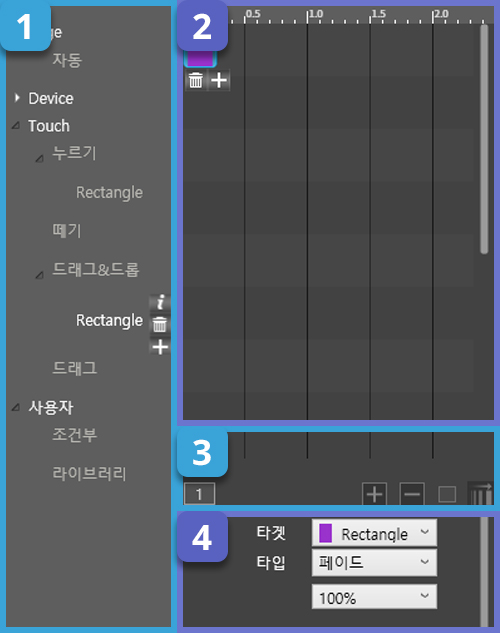 1
ge
자동
Device
Touch
누르기
Rectangle
떼기
드래그&드롭
Rectangle
i
드래그
사용자
조건부
라이브러리
2
0.5 1.0 1.5 2.0
3
1
4
타겟 Rectangle
타입 페이드
100%